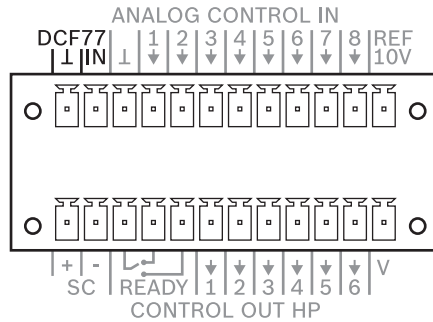 ANALOG CONTROL IN
DCF77 1 2 3 4 5 6 7 8 REF
IN 10V
+ - 1 2 3 4 5 6 V
SC READY
CONTROL OUT HP